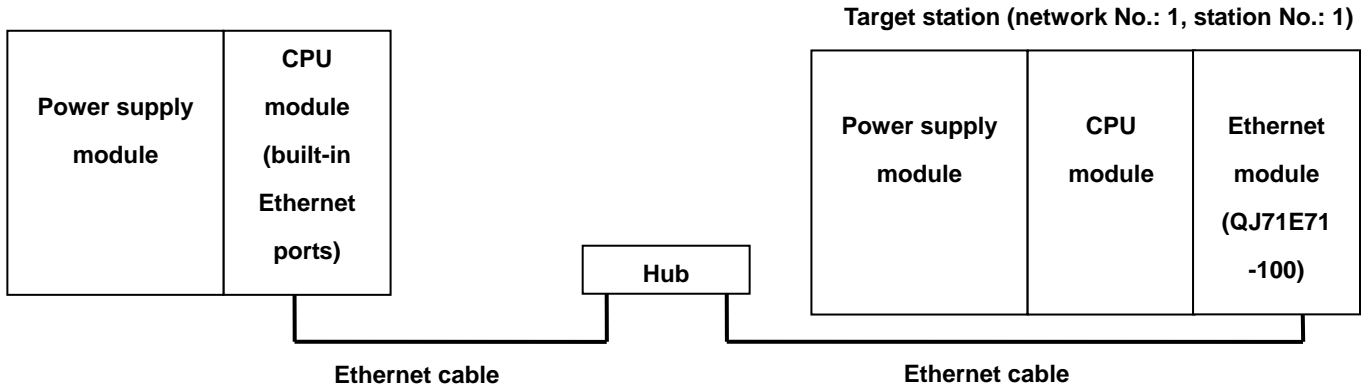 Target station (network No.: 1, station No.: 1)
Power supply
module
CPU
module
(built-in
Ethernet
ports)
Hub
Power supply
module
CPU
module
Ethernet
module
(QJ71E71
-100)
Ethernet cable
Ethernet cable